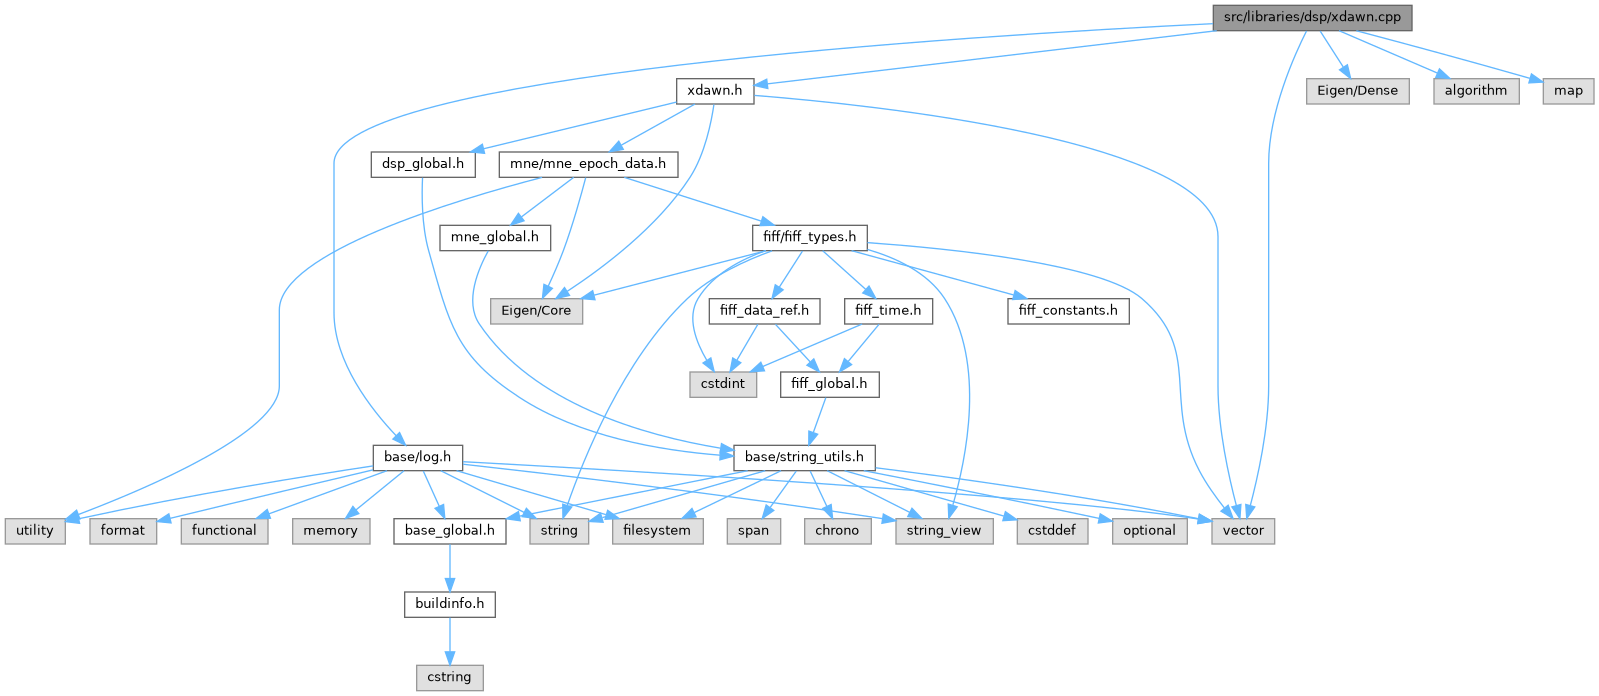 src/libraries/dsp/xdawn.cpp
xdawn.h
Eigen/Dense
algorithm
map
dsp_global.h
mne/mne_epoch_data.h
mne_global.h
fiff/fiff_types.h
Eigen/Core
fiff_data_ref.h
fiff_time.h
fiff_constants.h
cstdint
fiff_global.h
base/log.h
base/string_utils.h
utility
format
functional
memory
base_global.h
string
filesystem
span
chrono
string_view
cstddef
optional
vector
buildinfo.h
cstring